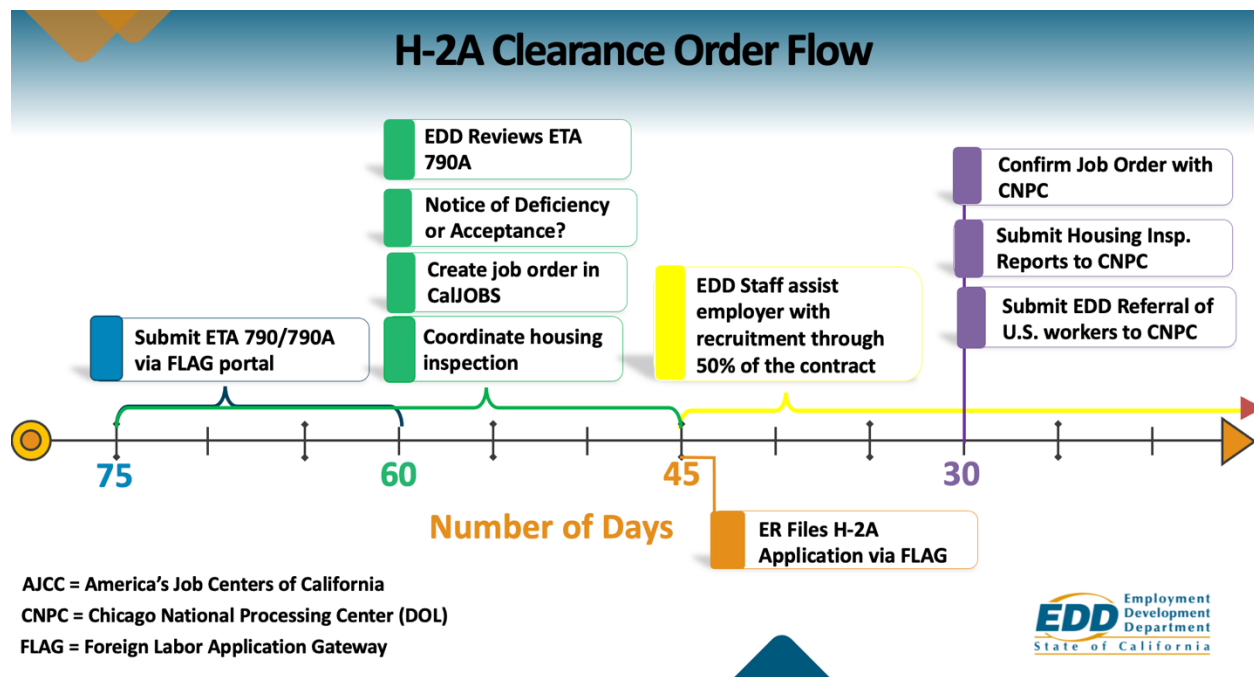 H-2A Clearance Order Flow
EDD Reviews ETA
790A
Notice of Deficiency
or Acceptance?
Create job order in
CalJOBS
Coordinate housing
inspection
Submit ETA 790/790A
via FLAG portal
EDD Staff assist
employer with
recruitment through
50% of the contract
Confirm Job Order with
CNPC
Submit Housing Insp.
Reports to CNPC
Submit EDD Referral of
U.S. workers to CNPC
75
60
45
30
Number of Days
ER Files H-2A
Application via FLAG
AJCC = America's Job Centers of California
CNPC = Chicago National Processing Center (DOL)
FLAG = Foreign Labor Application Gateway
EDD
Employment
Development
Department
State of California